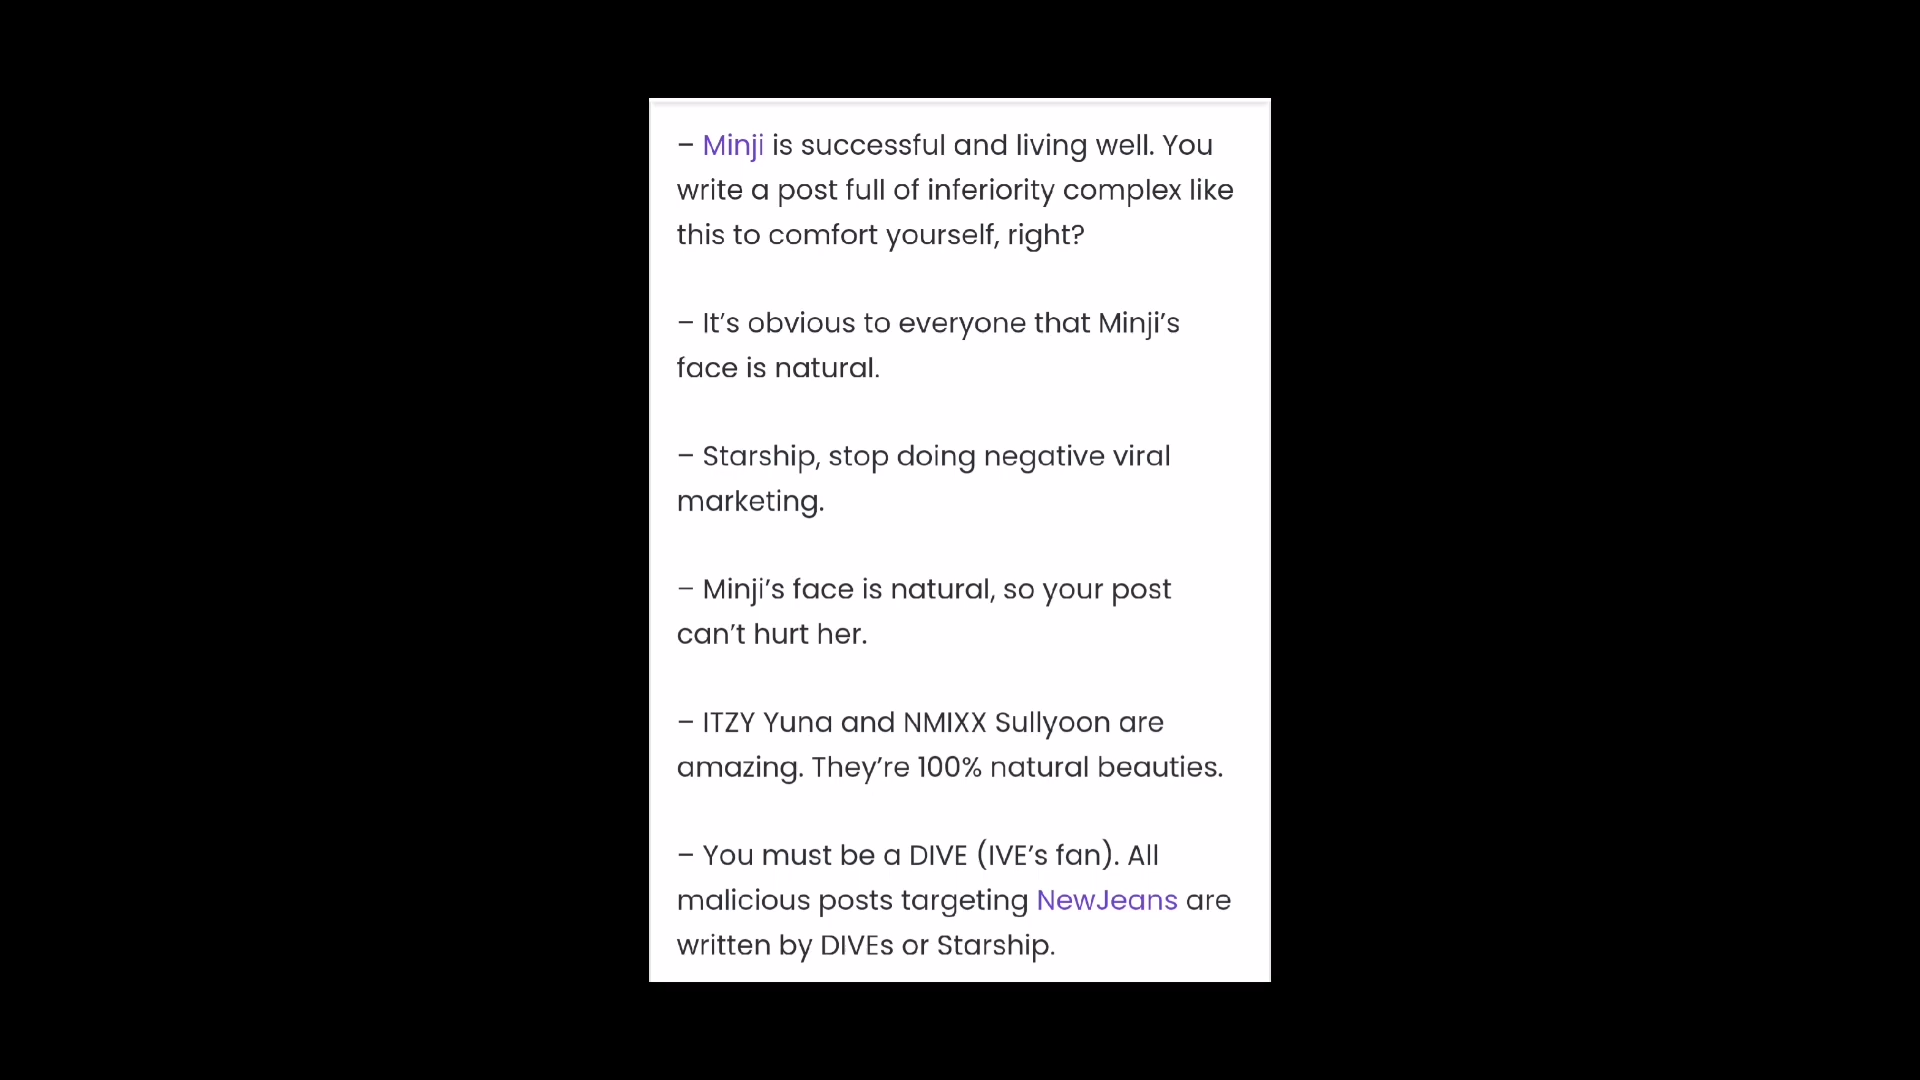 – Minji is successful and living well. You
write a post full of inferiority complex like
this to comfort yourself, right?
– It’s obvious to everyone that Minji’s
face is natural.
– Starship, stop doing negative viral
marketing.
– Minji’s face is natural, so your post
can’t hurt her.
– ITZY Yuna and NMIXX Sullyoon are
amazing. They’re 100% natural beauties.
– You must be a DIVE (IVE’s fan). All
malicious posts targeting NewJeans are
written by DIVEs or Starship.